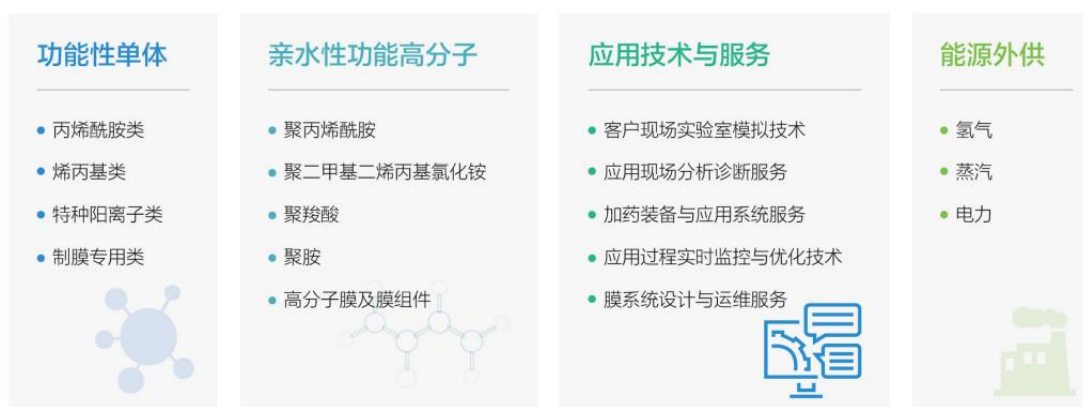 功能性单体
丙烯酰胺类
烯丙基类
特种阳离子类
制膜专用类
亲水性功能高分子
聚丙烯酰胺
聚二甲基二烯丙基氯化铵
聚羧酸
聚胺
高分子膜及膜组件
应用技术与服务
客户现场实验室模拟技术
应用现场分析诊断服务
加药装备与应用系统服务
应用过程实时监控与优化技术
膜系统设计与运维服务
能源外供
氢气
蒸汽
电力